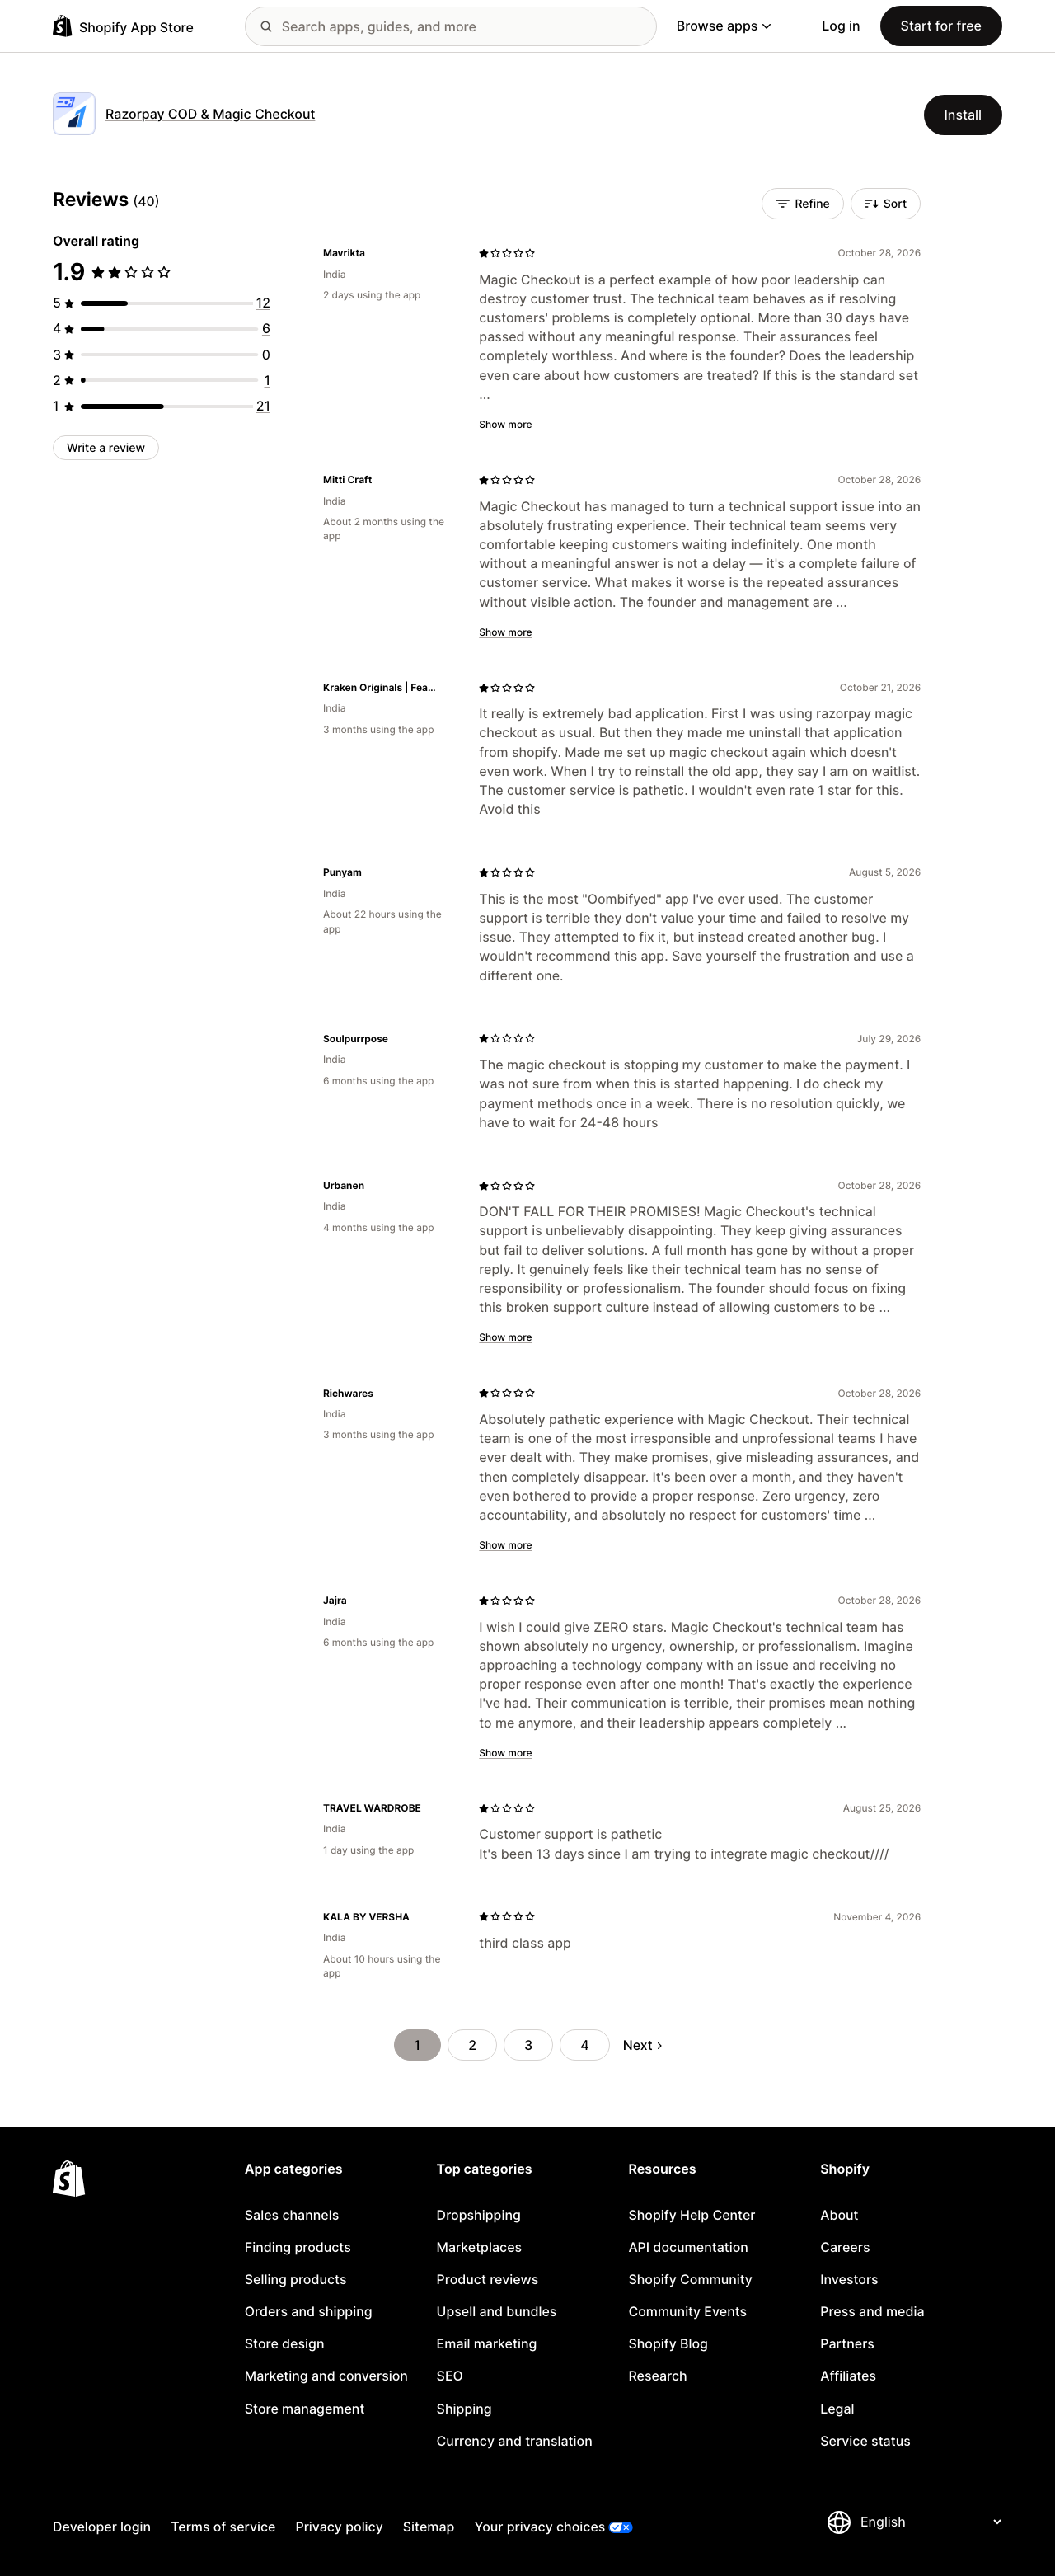 Shopify App Store
Search apps, guides, and more
Browse apps
Log in
Start for free
Razorpay COD & Magic Checkout
Install
Reviews (40)
Refine
Sort
Overall rating
1.9
5 12
4 6
3 0
2 1
1 21
Write a review
Mavrikta
India
2 days using the app
October 28, 2026
Magic Checkout is a perfect example of how poor leadership can
destroy customer trust. The technical team behaves as if resolving
customers' problems is completely optional. More than 30 days have
passed without any meaningful response. Their assurances feel
completely worthless. And where is the founder? Does the leadership
even care about how customers are treated? If this is the standard set
...
Show more
Mitti Craft
India
About 2 months using the
app
October 28, 2026
Magic Checkout has managed to turn a technical support issue into an
absolutely frustrating experience. Their technical team seems very
comfortable keeping customers waiting indefinitely. One month
without a meaningful answer is not a delay — it's a complete failure of
customer service. What makes it worse is the repeated assurances
without visible action. The founder and management are ...
Show more
Kraken Originals | Fea...
India
3 months using the app
October 21, 2026
It really is extremely bad application. First I was using razorpay magic
checkout as usual. But then they made me uninstall that application
from shopify. Made me set up magic checkout again which doesn't
even work. When I try to reinstall the old app, they say I am on waitlist.
The customer service is pathetic. I wouldn't even rate 1 star for this.
Avoid this
Punyam
India
About 22 hours using the
app
August 5, 2026
This is the most "Oombifyed" app I've ever used. The customer
support is terrible they don't value your time and failed to resolve my
issue. They attempted to fix it, but instead created another bug. I
wouldn't recommend this app. Save yourself the frustration and use a
different one.
Soulpurrpose
India
6 months using the app
July 29, 2026
The magic checkout is stopping my customer to make the payment. I
was not sure from when this is started happening. I do check my
payment methods once in a week. There is no resolution quickly, we
have to wait for 24-48 hours
Urbanen
India
4 months using the app
October 28, 2026
DON'T FALL FOR THEIR PROMISES! Magic Checkout's technical
support is unbelievably disappointing. They keep giving assurances
but fail to deliver solutions. A full month has gone by without a proper
reply. It genuinely feels like their technical team has no sense of
responsibility or professionalism. The founder should focus on fixing
this broken support culture instead of allowing customers to be ...
Show more
Richwares
India
3 months using the app
October 28, 2026
Absolutely pathetic experience with Magic Checkout. Their technical
team is one of the most irresponsible and unprofessional teams I have
ever dealt with. They make promises, give misleading assurances, and
then completely disappear. It's been over a month, and they haven't
even bothered to provide a proper response. Zero urgency, zero
accountability, and absolutely no respect for customers' time ...
Show more
Jajra
India
6 months using the app
October 28, 2026
I wish I could give ZERO stars. Magic Checkout's technical team has
shown absolutely no urgency, ownership, or professionalism. Imagine
approaching a technology company with an issue and receiving no
proper response even after one month! That's exactly the experience
I've had. Their communication is terrible, their promises mean nothing
to me anymore, and their leadership appears completely ...
Show more
TRAVEL WARDROBE
India
1 day using the app
August 25, 2026
Customer support is pathetic
It's been 13 days since I am trying to integrate magic checkout////
KALA BY VERSHA
India
About 10 hours using the
app
November 4, 2026
third class app
1 2 3 4 Next
App categories
Sales channels
Finding products
Selling products
Orders and shipping
Store design
Marketing and conversion
Store management
Top categories
Dropshipping
Marketplaces
Product reviews
Upsell and bundles
Email marketing
SEO
Shipping
Currency and translation
Resources
Shopify Help Center
API documentation
Shopify Community
Community Events
Shopify Blog
Research
Shopify
About
Careers
Investors
Press and media
Partners
Affiliates
Legal
Service status
Developer login Terms of service Privacy policy Sitemap Your privacy choices
English